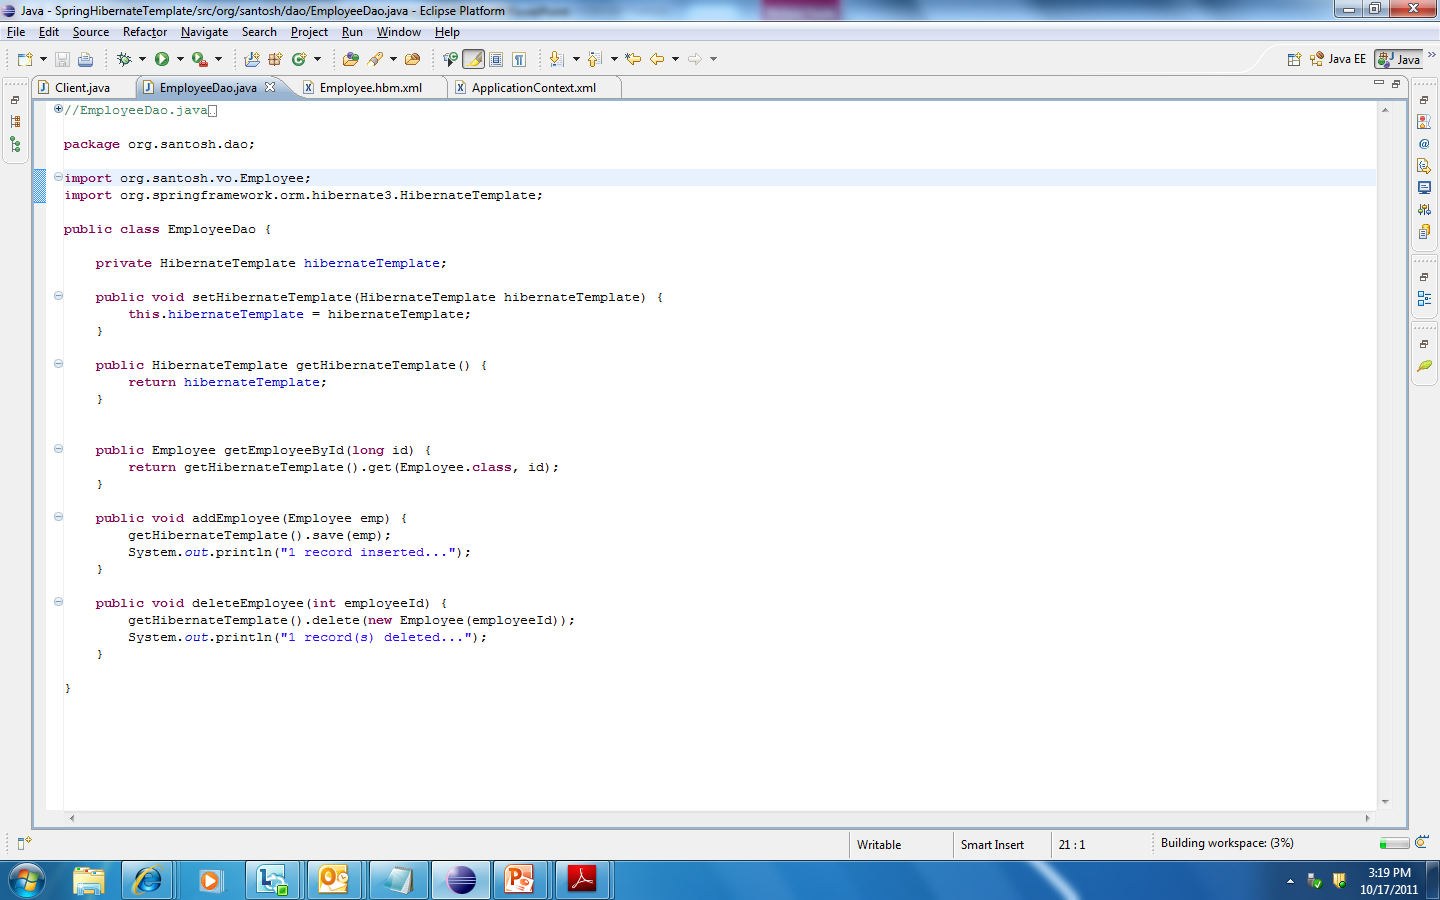 Java - SpringHibernateTemplate/src/org/santosh/dao/EmployeeDao.java - Eclipse Platform
File Edit Source Refactor Navigate Search Project Run Window Help
Java EE Java
Client.java EmployeeDao.java Employee.hbm.xml ApplicationContext.xml
//EmployeeDao.java
package org.santosh.dao;
import org.santosh.vo.Employee;
import org.springframework.orm.hibernate3.HibernateTemplate;
public class EmployeeDao {
private HibernateTemplate hibernateTemplate;
public void setHibernateTemplate(HibernateTemplate hibernateTemplate) {
this.hibernateTemplate = hibernateTemplate;
}
public HibernateTemplate getHibernateTemplate() {
return hibernateTemplate;
}
public Employee getEmployeeById(long id) {
return getHibernateTemplate().get(Employee.class, id);
}
public void addEmployee(Employee emp) {
getHibernateTemplate().save(emp);
System.out.println("1 record inserted...");
}
public void deleteEmployee(int employeeId) {
getHibernateTemplate().delete(new Employee(employeeId));
System.out.println("1 record(s) deleted...");
}
}
Writable Smart Insert 21 : 1 Building workspace: (3%)
3:19 PM
10/17/2011